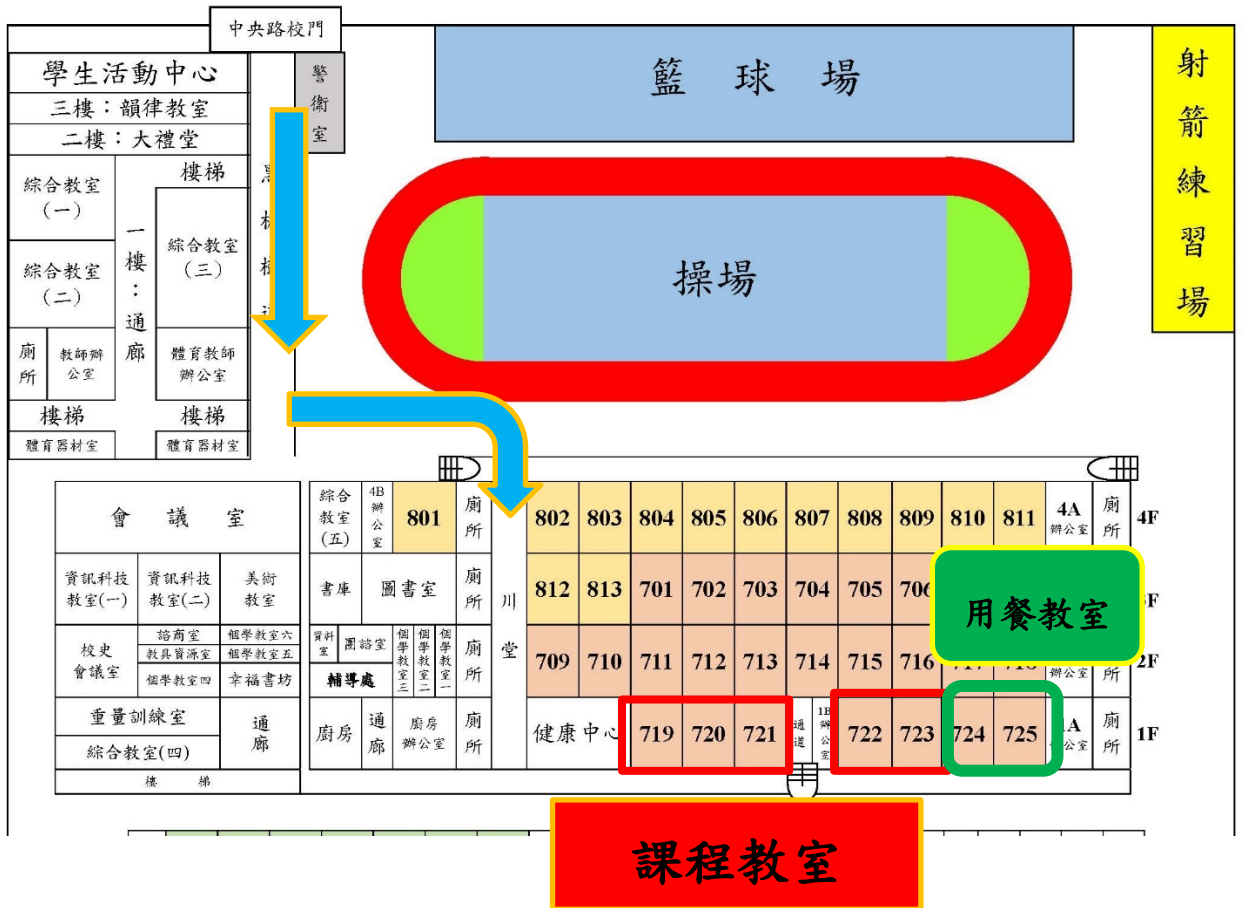 中央路校門
學生活動中心
三樓：韻律教室
二樓：大禮堂
綜合教室
(一)
綜合教室
(二)
一樓：通廊
樓梯
綜合教室
(三)
廁所
教師辦
公室
體育教師
辦公室
樓梯
樓梯
體育器材室
體育器材室
警衛室
籃球場
操場
射箭練習場
會議室
綜合
教室
(五)
4B
辦公室
801
廁所
802 803 804 805 806 807 808 809 810 811
4A
辦公室
廁所
4F
資訊科技
教室(一)
資訊科技
教室(二)
美術
教室
書庫
圖書室
廁所
川堂
812 813 701 702 703 704 705 706
用餐教室
校史
會議室
諮商室
教具資源室
個學教室四
個學教室六
個學教室五
幸福書坊
資料室
團諮室
輔導處
個學教室三
個學教室二
個學教室一
廁所
709 710 711 712 713 714 715 716
辦公室
廁所
2F
重量訓練室
綜合教室(四)
通廊
廚房
通廊
廚房
辦公室
廁所
健康中心
719 720 721
通道
1B
辦公室
722 723 724 725
廁所
1F
樓梯
課程教室